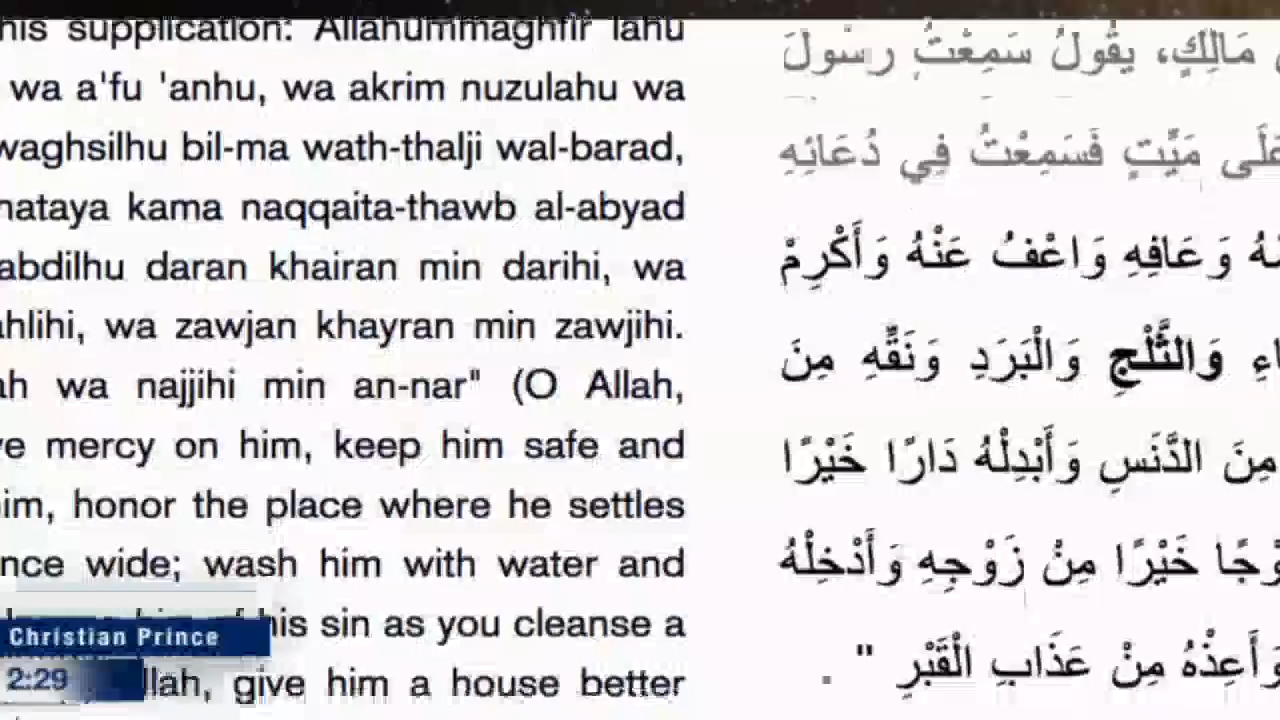 his supplication: Allahummaghfir lahu
wa a'fu 'anhu, wa akrim nuzulahu wa
waghsilhu bil-ma wath-thalji wal-barad,
hataya kama naqqaita-thawb al-abyad
abdilhu daran khairan min darihi, wa
ahlihi, wa zawjan khayran min zawjihi.
ah wa najjihi min an-nar" (O Allah,
ve mercy on him, keep him safe and
him, honor the place where he settles
nce wide; wash him with water and
his sin as you cleanse a
llah, give him a house better
مَالِكٍ، يَقُولُ سَمِعْتُ رَسُولَ
عَلَى مَيِّتٍ فَسَمِعْتُ فِي دُعَائِهِ
وَعَافِهِ وَاعْفُ عَنْهُ وَأَكْرِمْ
وَالثَّلْجِ وَالْبَرَدِ وَنَقِّهِ مِنَ
مِنَ الدَّنَسِ وَأَبْدِلْهُ دَارًا خَيْرًا
وْجًا خَيْرًا مِنْ زَوْجِهِ وَأَدْخِلْهُ
وَأَعِذْهُ مِنْ عَذَابِ الْقَبْرِ " .
Christian Prince
2:29